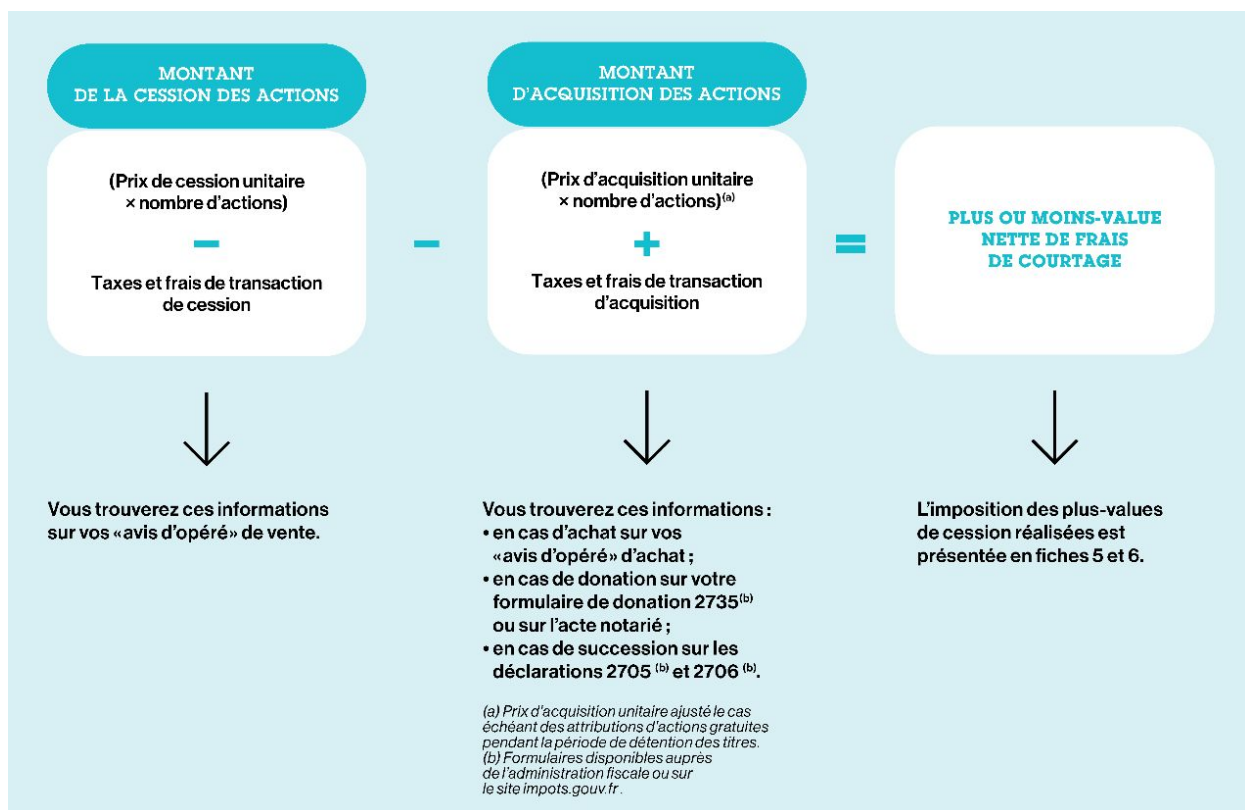 MONTANT
DE LA CESSION DES ACTIONS
(Prix de cession unitaire
× nombre d'actions)
−
Taxes et frais de transaction
de cession
Vous trouverez ces informations
sur vos «avis d'opéré» de vente.
−
MONTANT
D'ACQUISITION DES ACTIONS
(Prix d'acquisition unitaire
× nombre d'actions)(a)
+
Taxes et frais de transaction
d'acquisition
Vous trouverez ces informations :
• en cas d'achat sur vos
«avis d'opéré» d'achat ;
• en cas de donation sur votre
formulaire de donation 2735(b)
ou sur l'acte notarié ;
• en cas de succession sur les
déclarations 2705 (b) et 2706 (b).
(a) Prix d'acquisition unitaire ajusté le cas
échéant des attributions d'actions gratuites
pendant la période de détention des titres.
(b) Formulaires disponibles auprès
de l'administration fiscale ou sur
le site impots.gouv.fr.
=
PLUS OU MOINS-VALUE
NETTE DE FRAIS
DE COURTAGE
L'imposition des plus-values
de cession réalisées est
présentée en fiches 5 et 6.